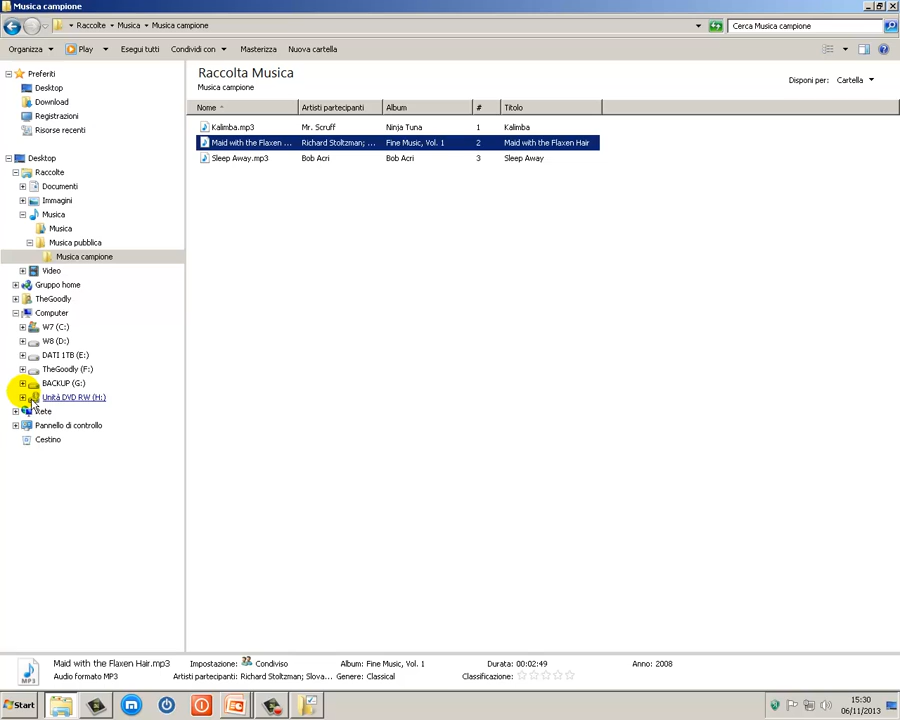 Musica campione
Raccolte Musica Musica campione
Cerca Musica campione
Organizza Play Esegui tutti Condividi con Masterizza Nuova cartella
Preferiti
Desktop
Download
Registrazioni
Risorse recenti
Desktop
Raccolte
Documenti
Immagini
Musica
Musica
Musica pubblica
Musica campione
Video
Gruppo home
TheGoodly
Computer
W7 (C:)
W8 (D:)
DATI 1TB (E:)
TheGoodly (F:)
BACKUP (G:)
Unità DVD RW (H:)
Rete
Pannello di controllo
Cestino
Raccolta Musica
Musica campione
Disponi per: Cartella
Nome Artisti partecipanti Album # Titolo
Kalimba.mp3 Mr. Scruff Ninja Tuna 1 Kalimba
Maid with the Flaxen ... Richard Stoltzman; ... Fine Music, Vol. 1 2 Maid with the Flaxen Hair
Sleep Away.mp3 Bob Acri Bob Acri 3 Sleep Away
Maid with the Flaxen Hair.mp3 Impostazione: Condiviso Album: Fine Music, Vol. 1 Durata: 00:02:49 Anno: 2008
Audio formato MP3 Artisti partecipanti: Richard Stoltzman; Slova... Genere: Classical Classificazione:
MP3
Start
15:30
06/11/2013